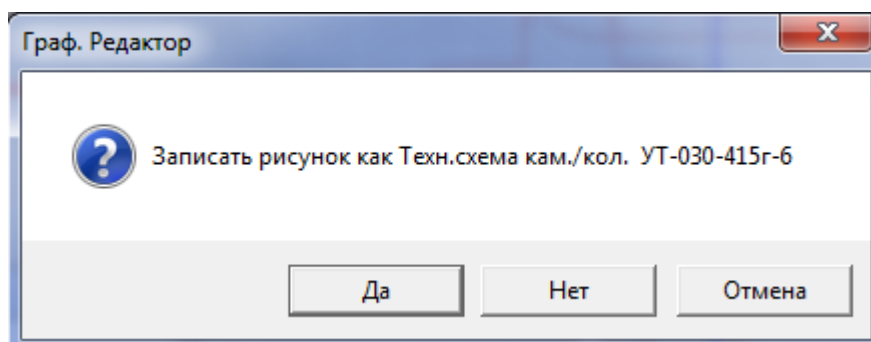 Граф. Редактор
Записать рисунок как Техн.схема кам./кол. УТ-030-415г-6
Да
Нет
Отмена